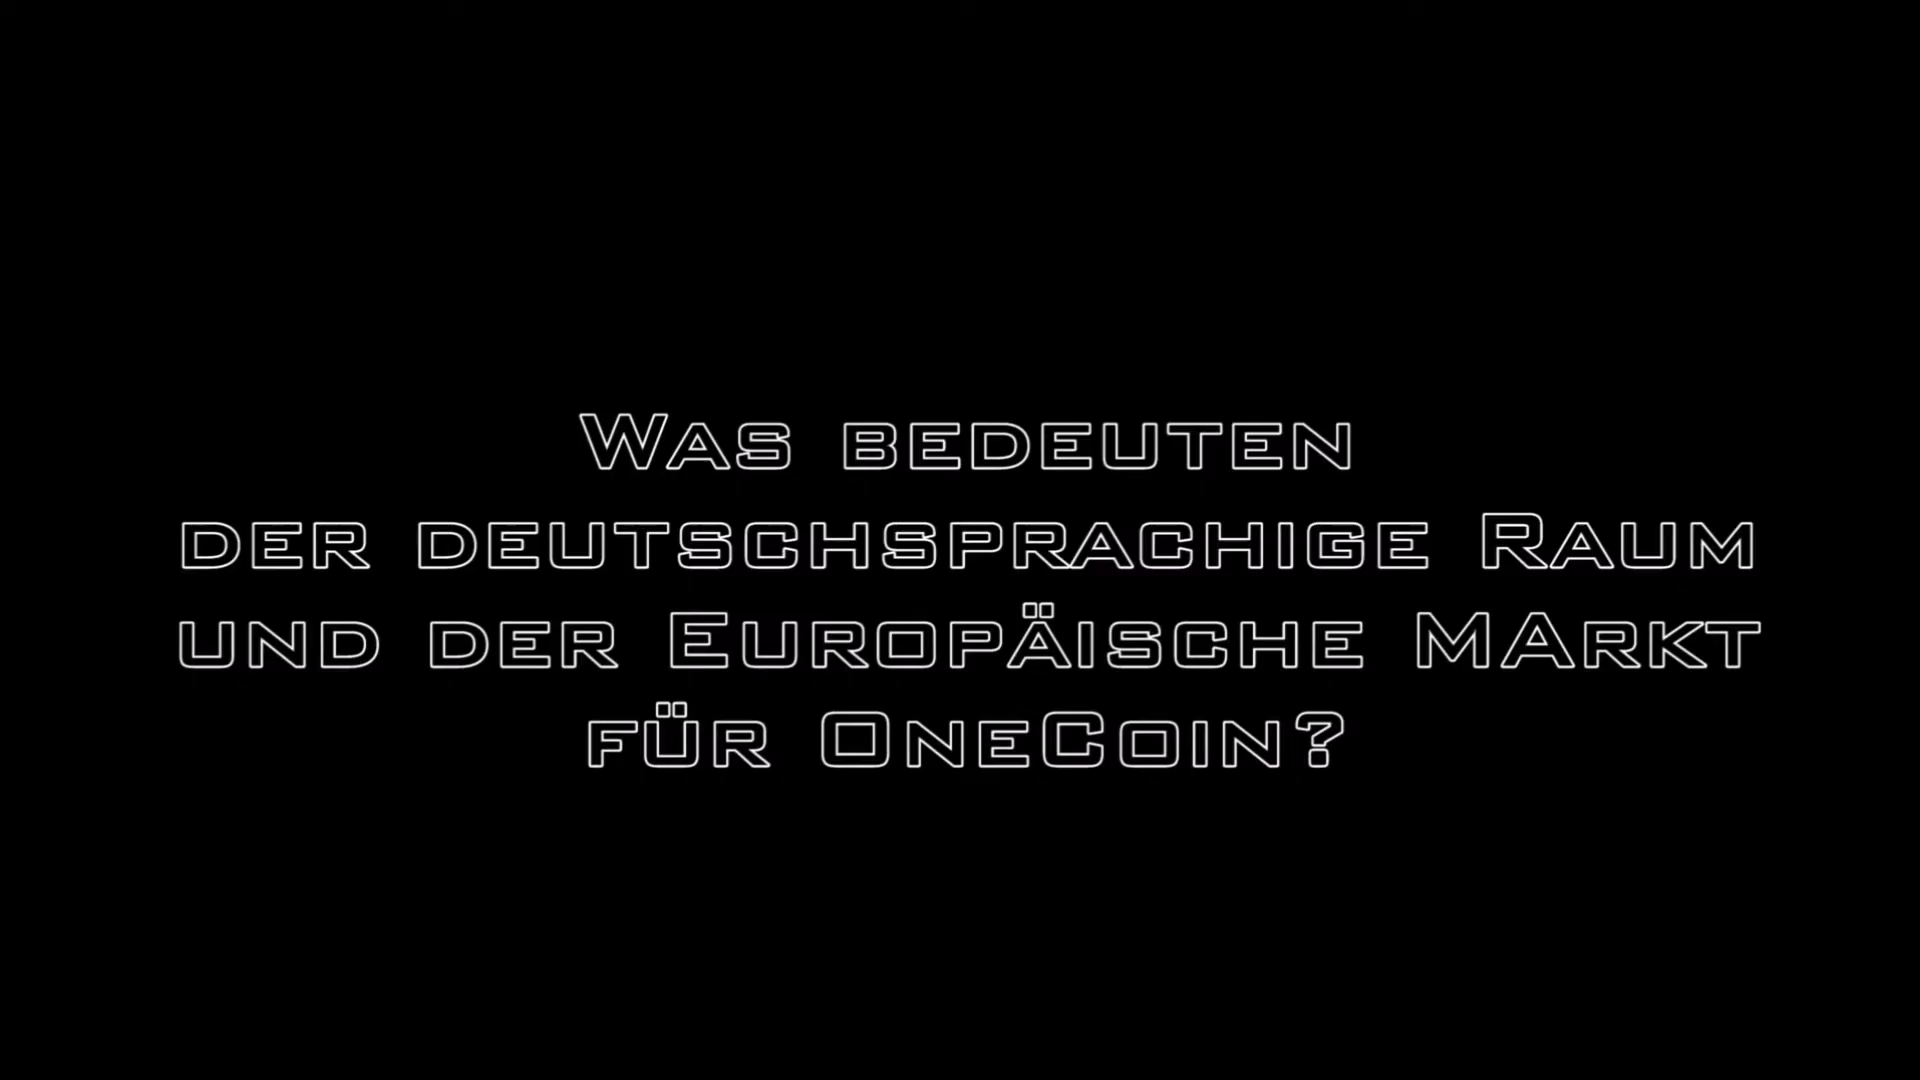 Was bedeuten
der deutschsprachige Raum
und der Europäische MArkt
für OneCoin?